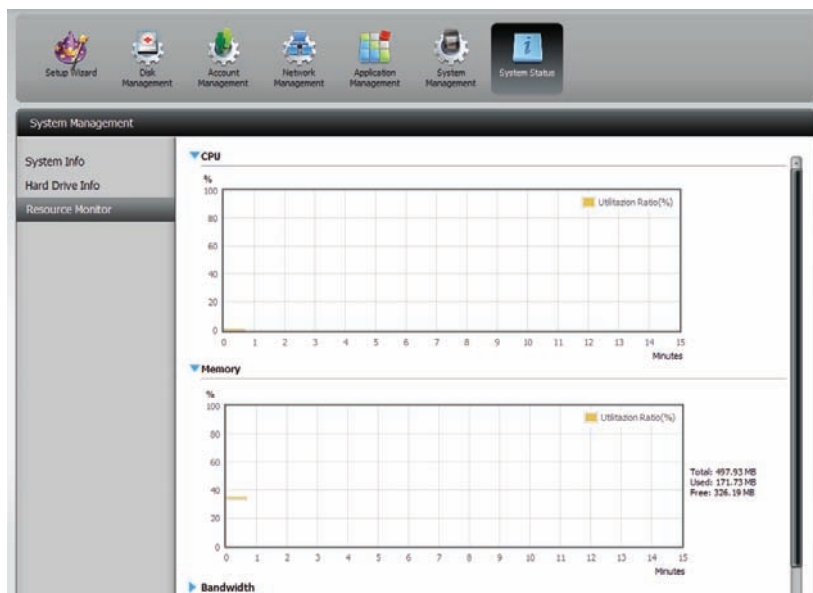 Setup Wizard
Disk Management
Account Management
Network Management
Application Management
System Management
System Status
System Management
System Info
Hard Drive Info
Resource Monitor
CPU
%
Utilitazion Ratio(%)
100
80
60
40
20
0
0 1 2 3 4 5 6 7 8 9 10 11 12 13 14 15
Minutes
Memory
%
Utilitazion Ratio(%)
100
80
60
40
20
0
Total: 497.93 MB
Used: 171.73 MB
Free: 326.19 MB
0 1 2 3 4 5 6 7 8 9 10 11 12 13 14 15
Minutes
Bandwidth